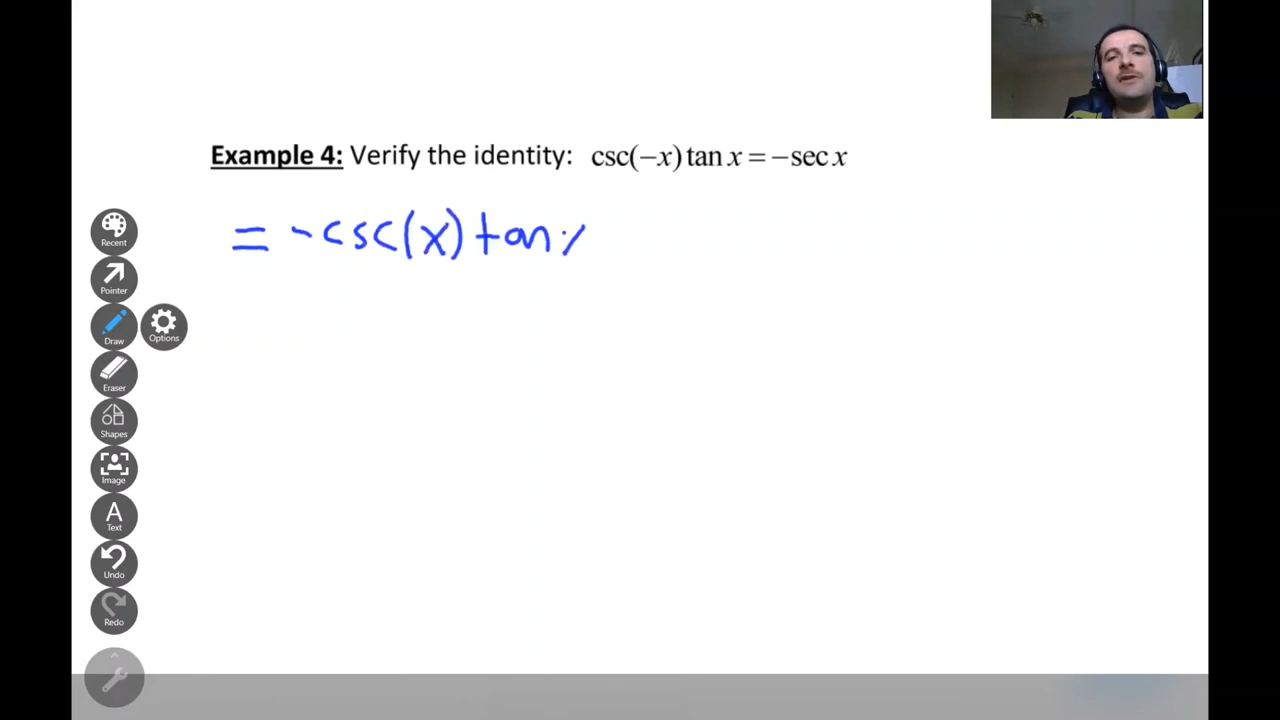 Example 4: Verify the identity: csc(−x) tan x = −sec x
= -csc(x) tan x
Recent
Pointer
Draw
Options
Eraser
Shapes
Image
A
Text
Undo
Redo